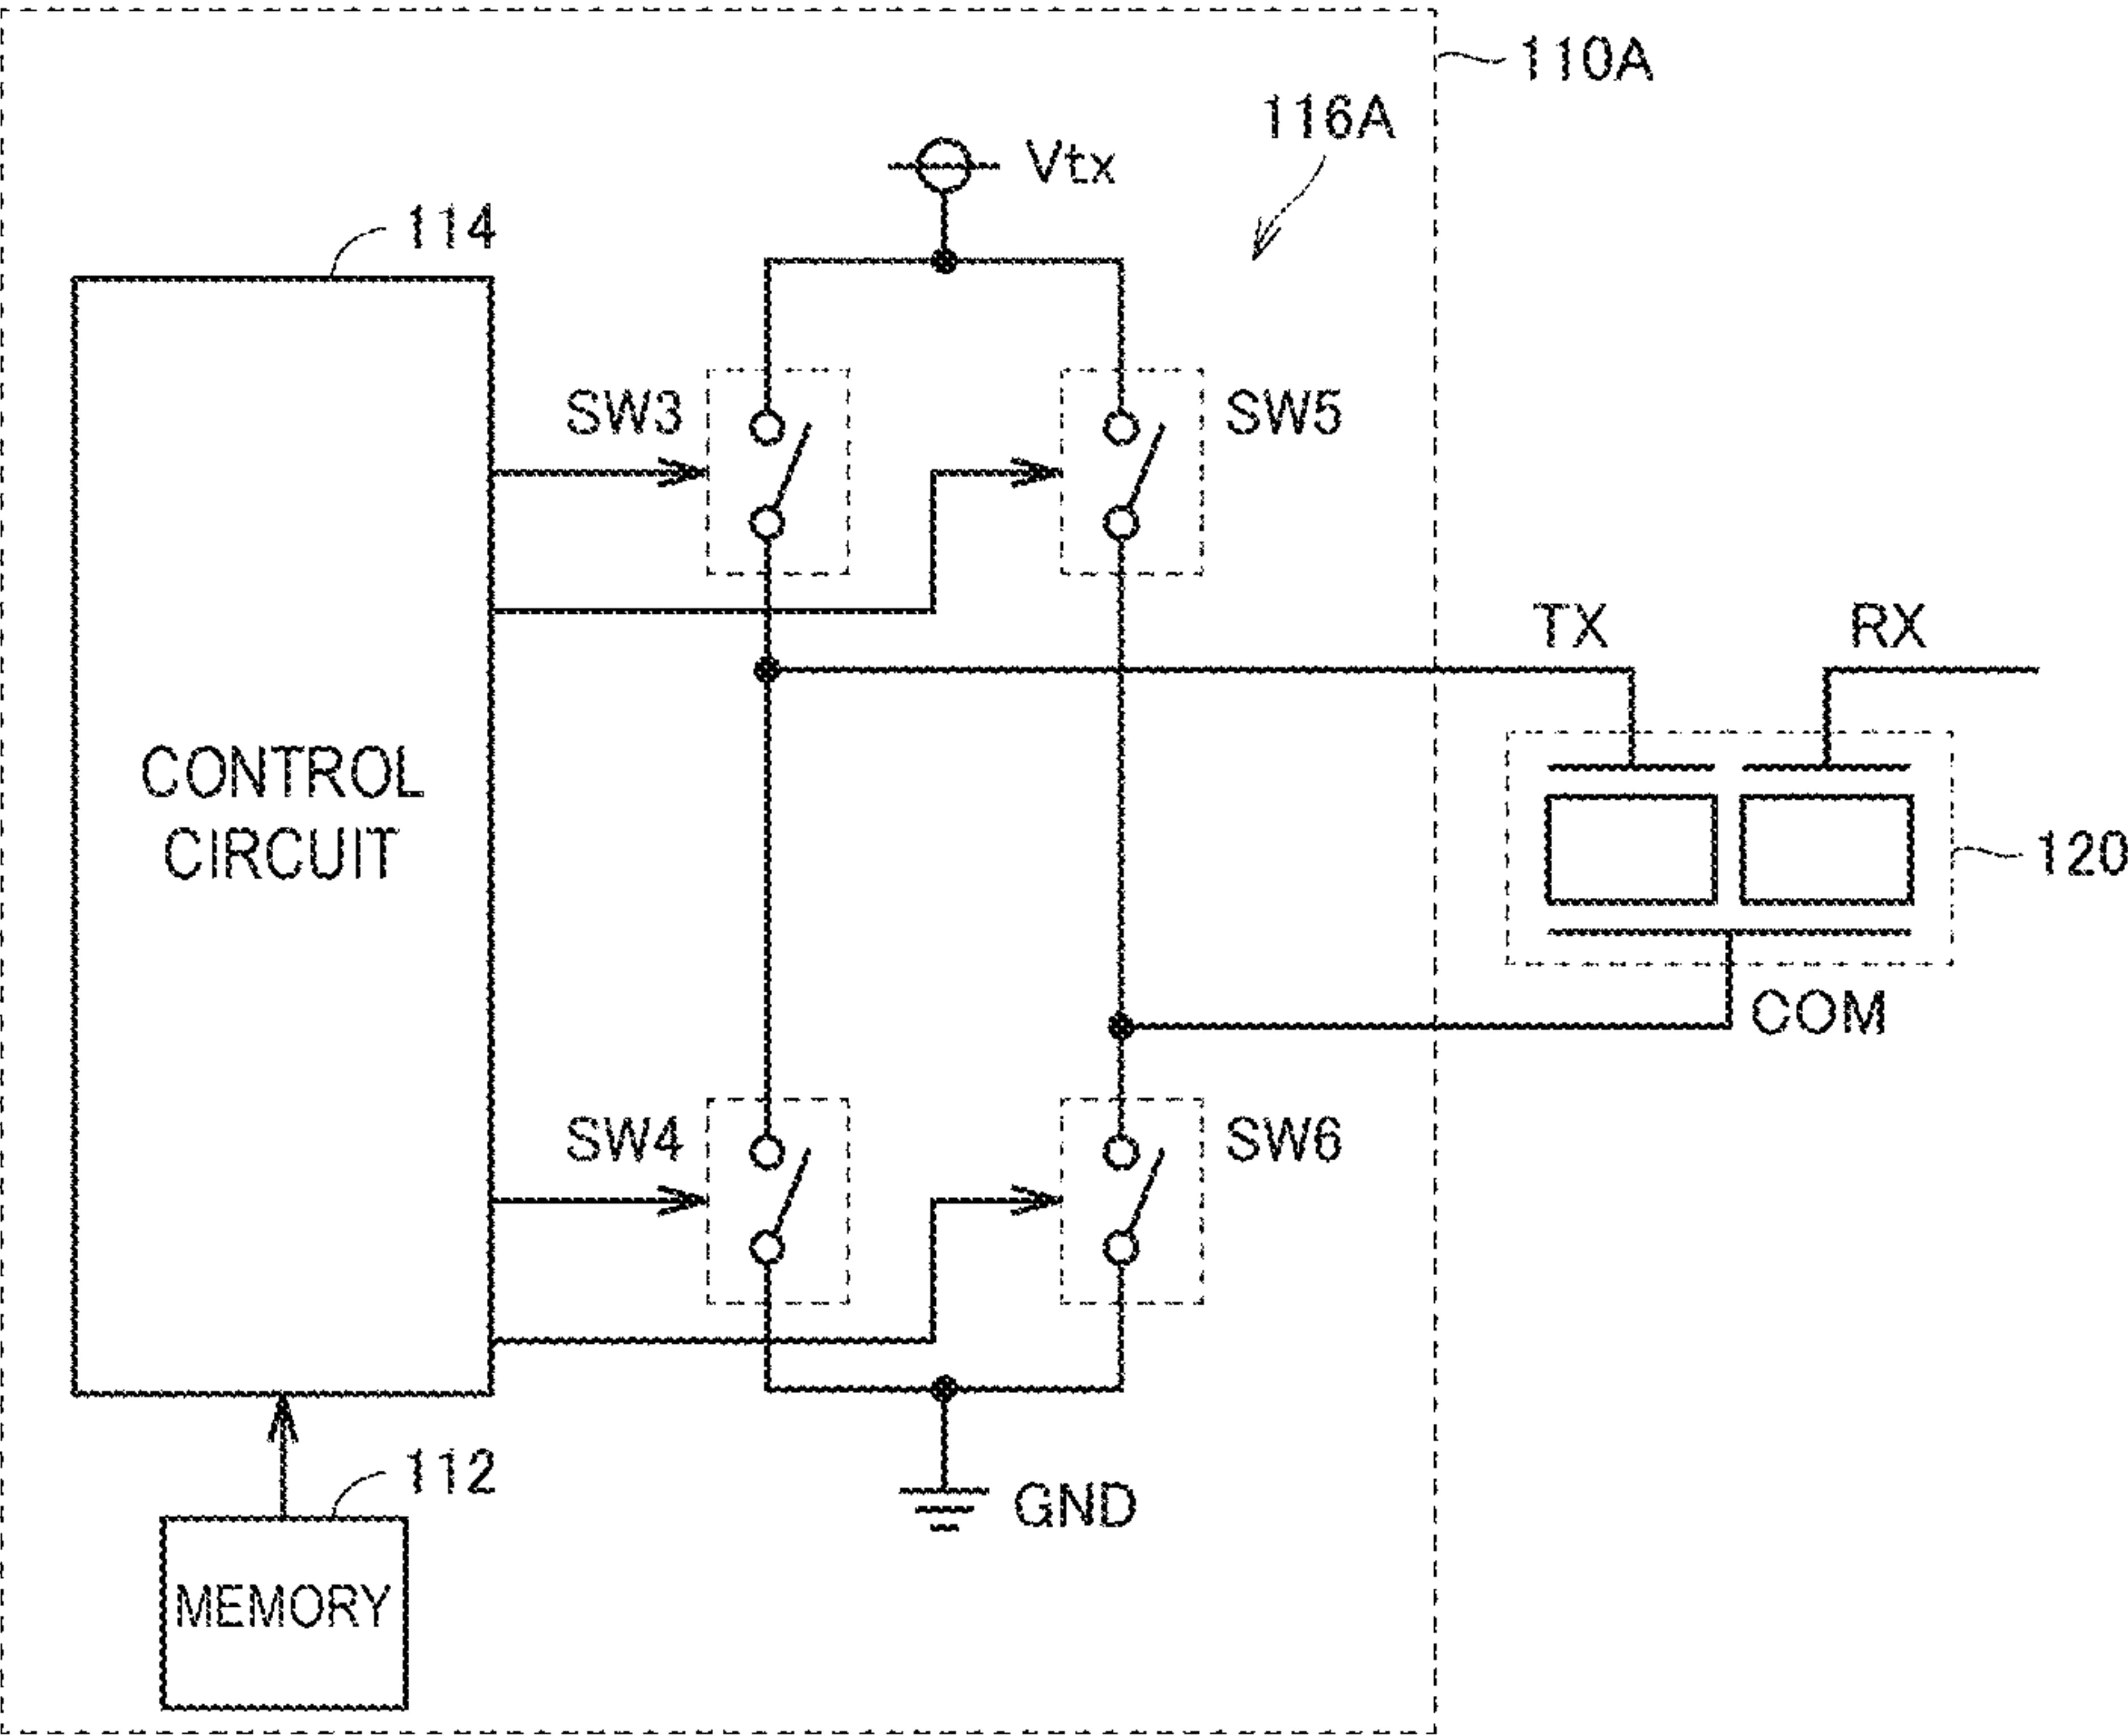 110A
116A
Vtx
114
SW3
SW5
TX
RX
CONTROL
CIRCUIT
120
COM
SW4
SW6
112
GND
MEMORY